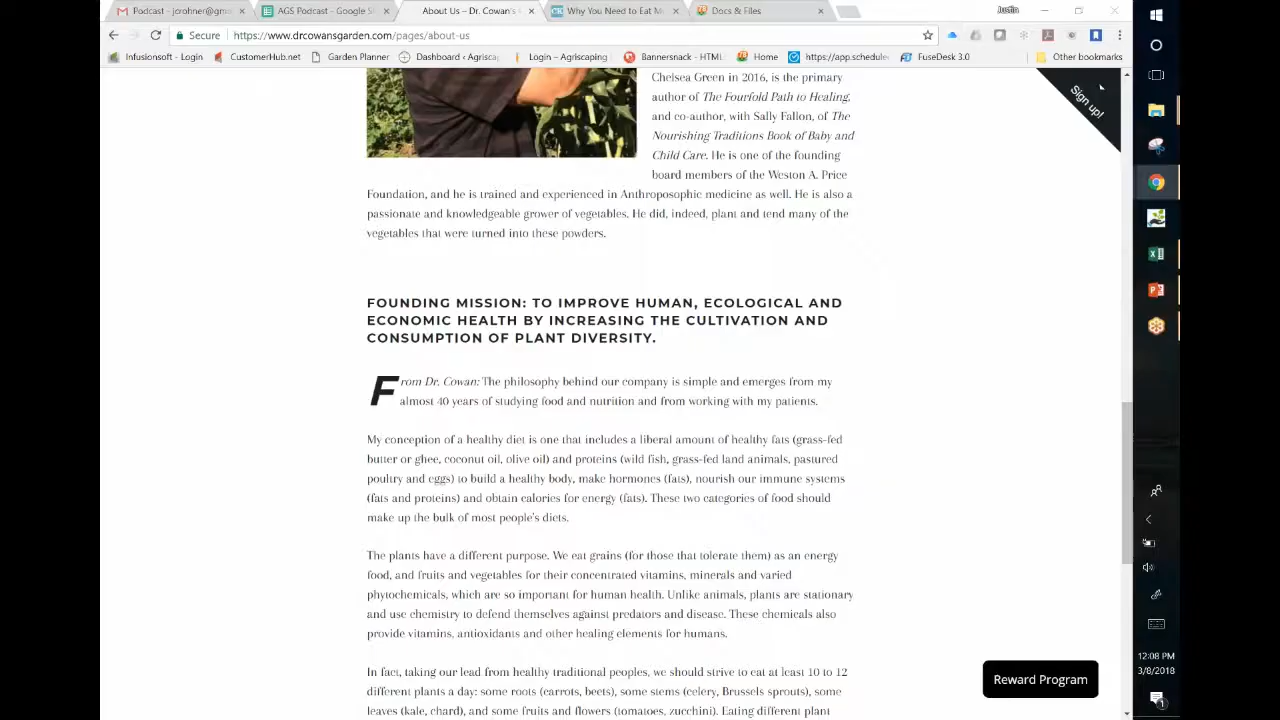 Podcast - jcrohner@gm
AGS Podcast - Google S
About Us – Dr. Cowan's
Why You Need to Eat M
Docs & Files
Justin
Secure
https://www.drcowansgarden.com/pages/about-us
Infusionsoft - Login
CustomerHub.net
Garden Planner
Dashboard ‹ Agrisca
Login – Agriscaping
Bannersnack - HTML
Home
https://app.schedule
FuseDesk 3.0
Other bookmarks
Sign up!
Chelsea Green in 2016, is the primary
author of The Fourfold Path to Healing,
and co-author, with Sally Fallon, of The
Nourishing Traditions Book of Baby and
Child Care. He is one of the founding
board members of the Weston A. Price
Foundation, and he is trained and experienced in Anthroposophic medicine as well. He is also a
passionate and knowledgeable grower of vegetables. He did, indeed, plant and tend many of the
vegetables that were turned into these powders.
FOUNDING MISSION: TO IMPROVE HUMAN, ECOLOGICAL AND
ECONOMIC HEALTH BY INCREASING THE CULTIVATION AND
CONSUMPTION OF PLANT DIVERSITY.
From Dr. Cowan: The philosophy behind our company is simple and emerges from my
almost 40 years of studying food and nutrition and from working with my patients.
My conception of a healthy diet is one that includes a liberal amount of healthy fats (grass-fed
butter or ghee, coconut oil, olive oil) and proteins (wild fish, grass-fed land animals, pastured
poultry and eggs) to build a healthy body, make hormones (fats), nourish our immune systems
(fats and proteins) and obtain calories for energy (fats). These two categories of food should
make up the bulk of most people's diets.
The plants have a different purpose. We eat grains (for those that tolerate them) as an energy
food, and fruits and vegetables for their concentrated vitamins, minerals and varied
phytochemicals, which are so important for human health. Unlike animals, plants are stationary
and use chemistry to defend themselves against predators and disease. These chemicals also
provide vitamins, antioxidants and other healing elements for humans.
In fact, taking our lead from healthy traditional peoples, we should strive to eat at least 10 to 12
different plants a day: some roots (carrots, beets), some stems (celery, Brussels sprouts), some
leaves (kale, chard), and some fruits and flowers (tomatoes, zucchini). Eating different plant
Reward Program
12:08 PM
3/8/2018